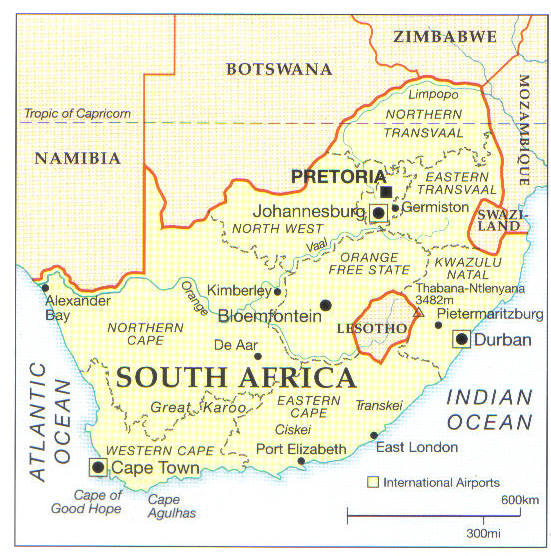 ZIMBABWE
BOTSWANA
MOZAMBIQUE
Limpopo
Tropic of Capricorn
NORTHERN
TRANSVAAL
NAMIBIA
PRETORIA
EASTERN
TRANSVAAL
Johannesburg
Germiston
SWAZI-
LAND
NORTH WEST
Vaal
ORANGE
FREE STATE
KWAZULU
NATAL
Thabana-Ntlenyana
3482m
Kimberley
Orange
Alexander
Bay
Bloemfontein
Pietermaritzburg
LESOTHO
NORTHERN
CAPE
De Aar
Durban
SOUTH AFRICA
ATLANTIC
OCEAN
INDIAN
OCEAN
Great Karoo
EASTERN
CAPE
Transkei
Ciskei
WESTERN CAPE
Port Elizabeth
East London
Cape Town
International Airports
Cape of
Good Hope
Cape
Agulhas
600km
300mi